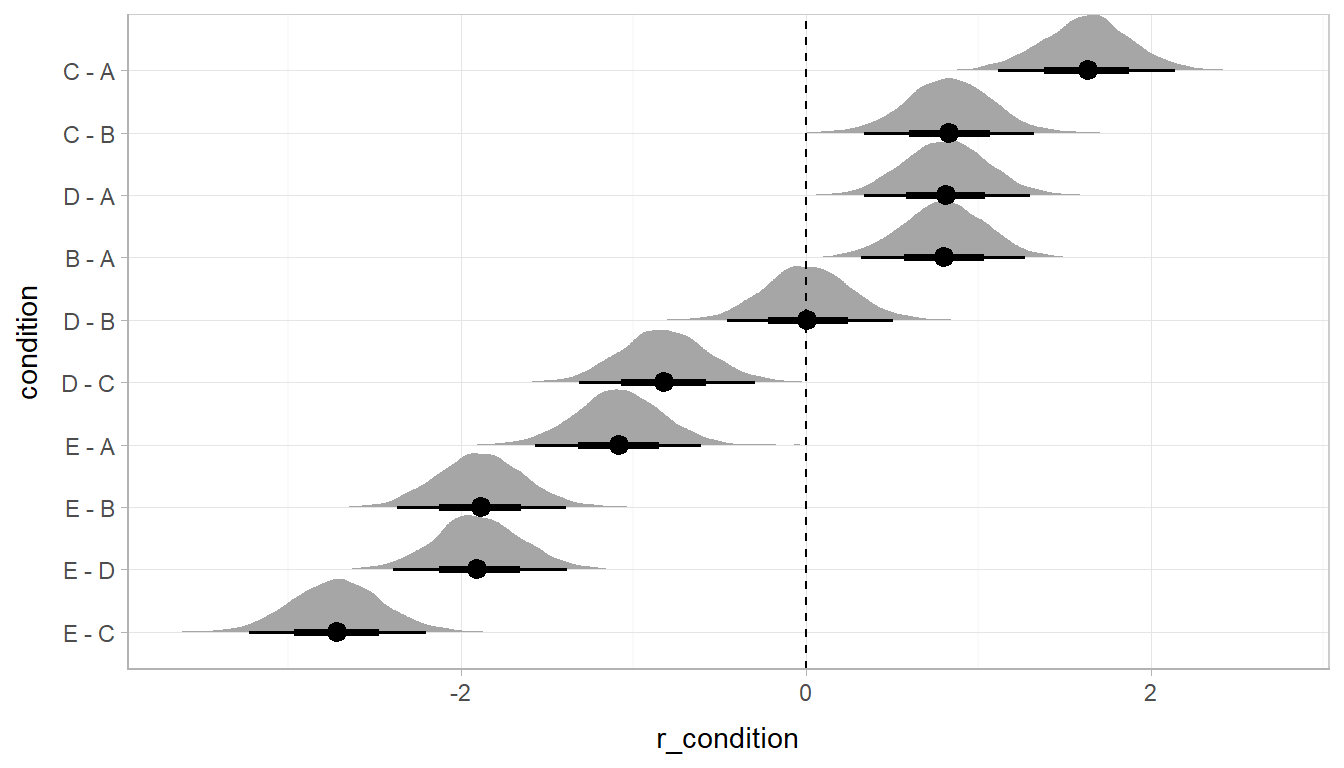 C - A
C - B
D - A
B - A
D - B
D - C
E - A
E - B
E - D
E - C
condition
-2 0 2
r_condition